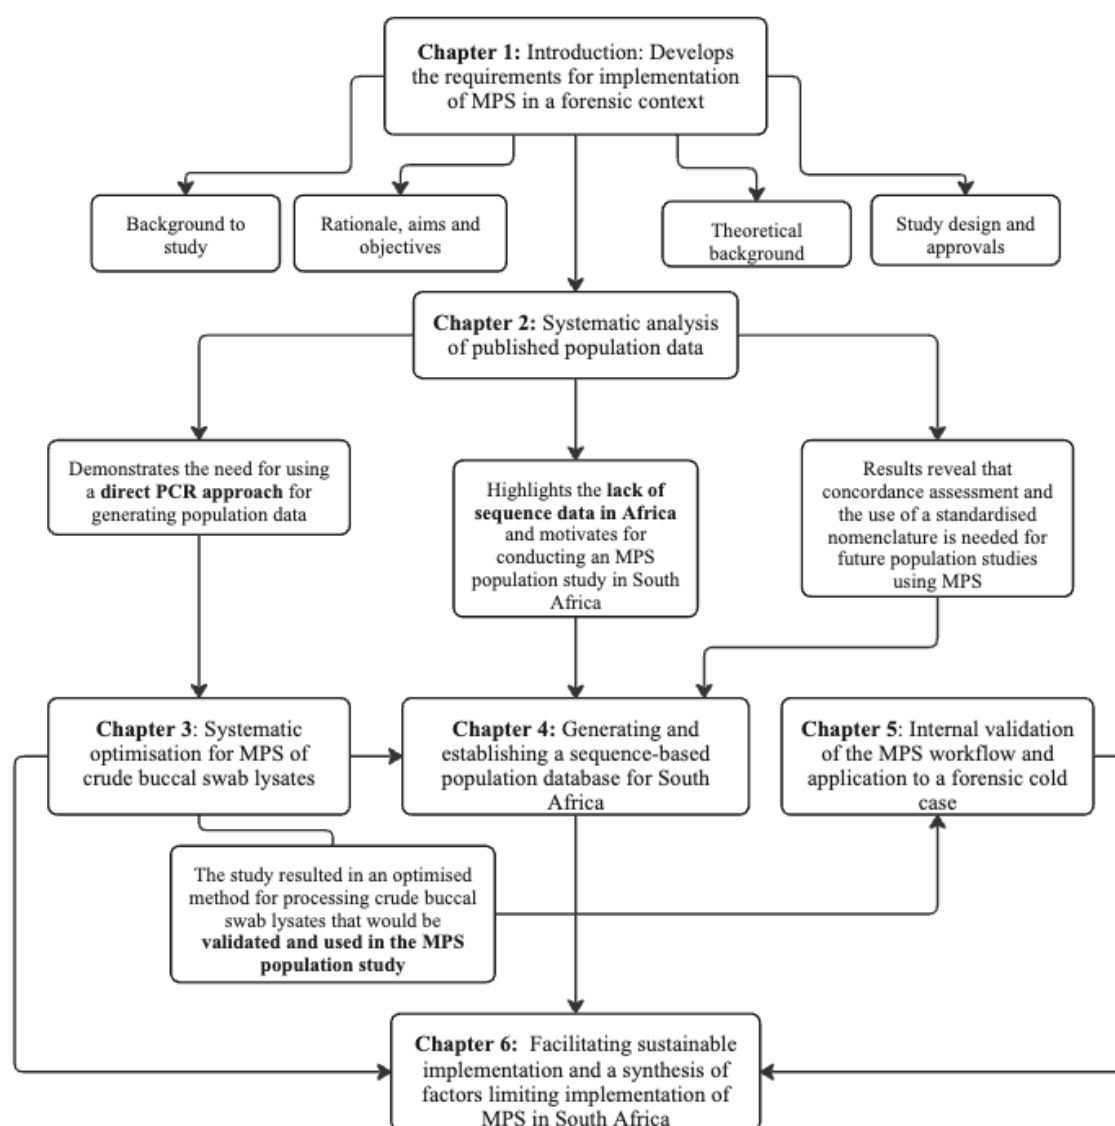 Chapter 1: Introduction: Develops
the requirements for implementation
of MPS in a forensic context
Background to
study
Rationale, aims and
objectives
Theoretical
background
Study design and
approvals
Chapter 2: Systematic analysis
of published population data
Demonstrates the need for using
a direct PCR approach for
generating population data
Highlights the lack of
sequence data in Africa
and motivates for
conducting an MPS
population study in South
Africa
Results reveal that
concordance assessment and
the use of a standardised
nomenclature is needed for
future population studies
using MPS
Chapter 3: Systematic
optimisation for MPS of
crude buccal swab lysates
Chapter 4: Generating and
establishing a sequence-based
population database for South
Africa
Chapter 5: Internal validation
of the MPS workflow and
application to a forensic cold
case
The study resulted in an optimised
method for processing crude buccal
swab lysates that would be
validated and used in the MPS
population study
Chapter 6: Facilitating sustainable
implementation and a synthesis of
factors limiting implementation of
MPS in South Africa